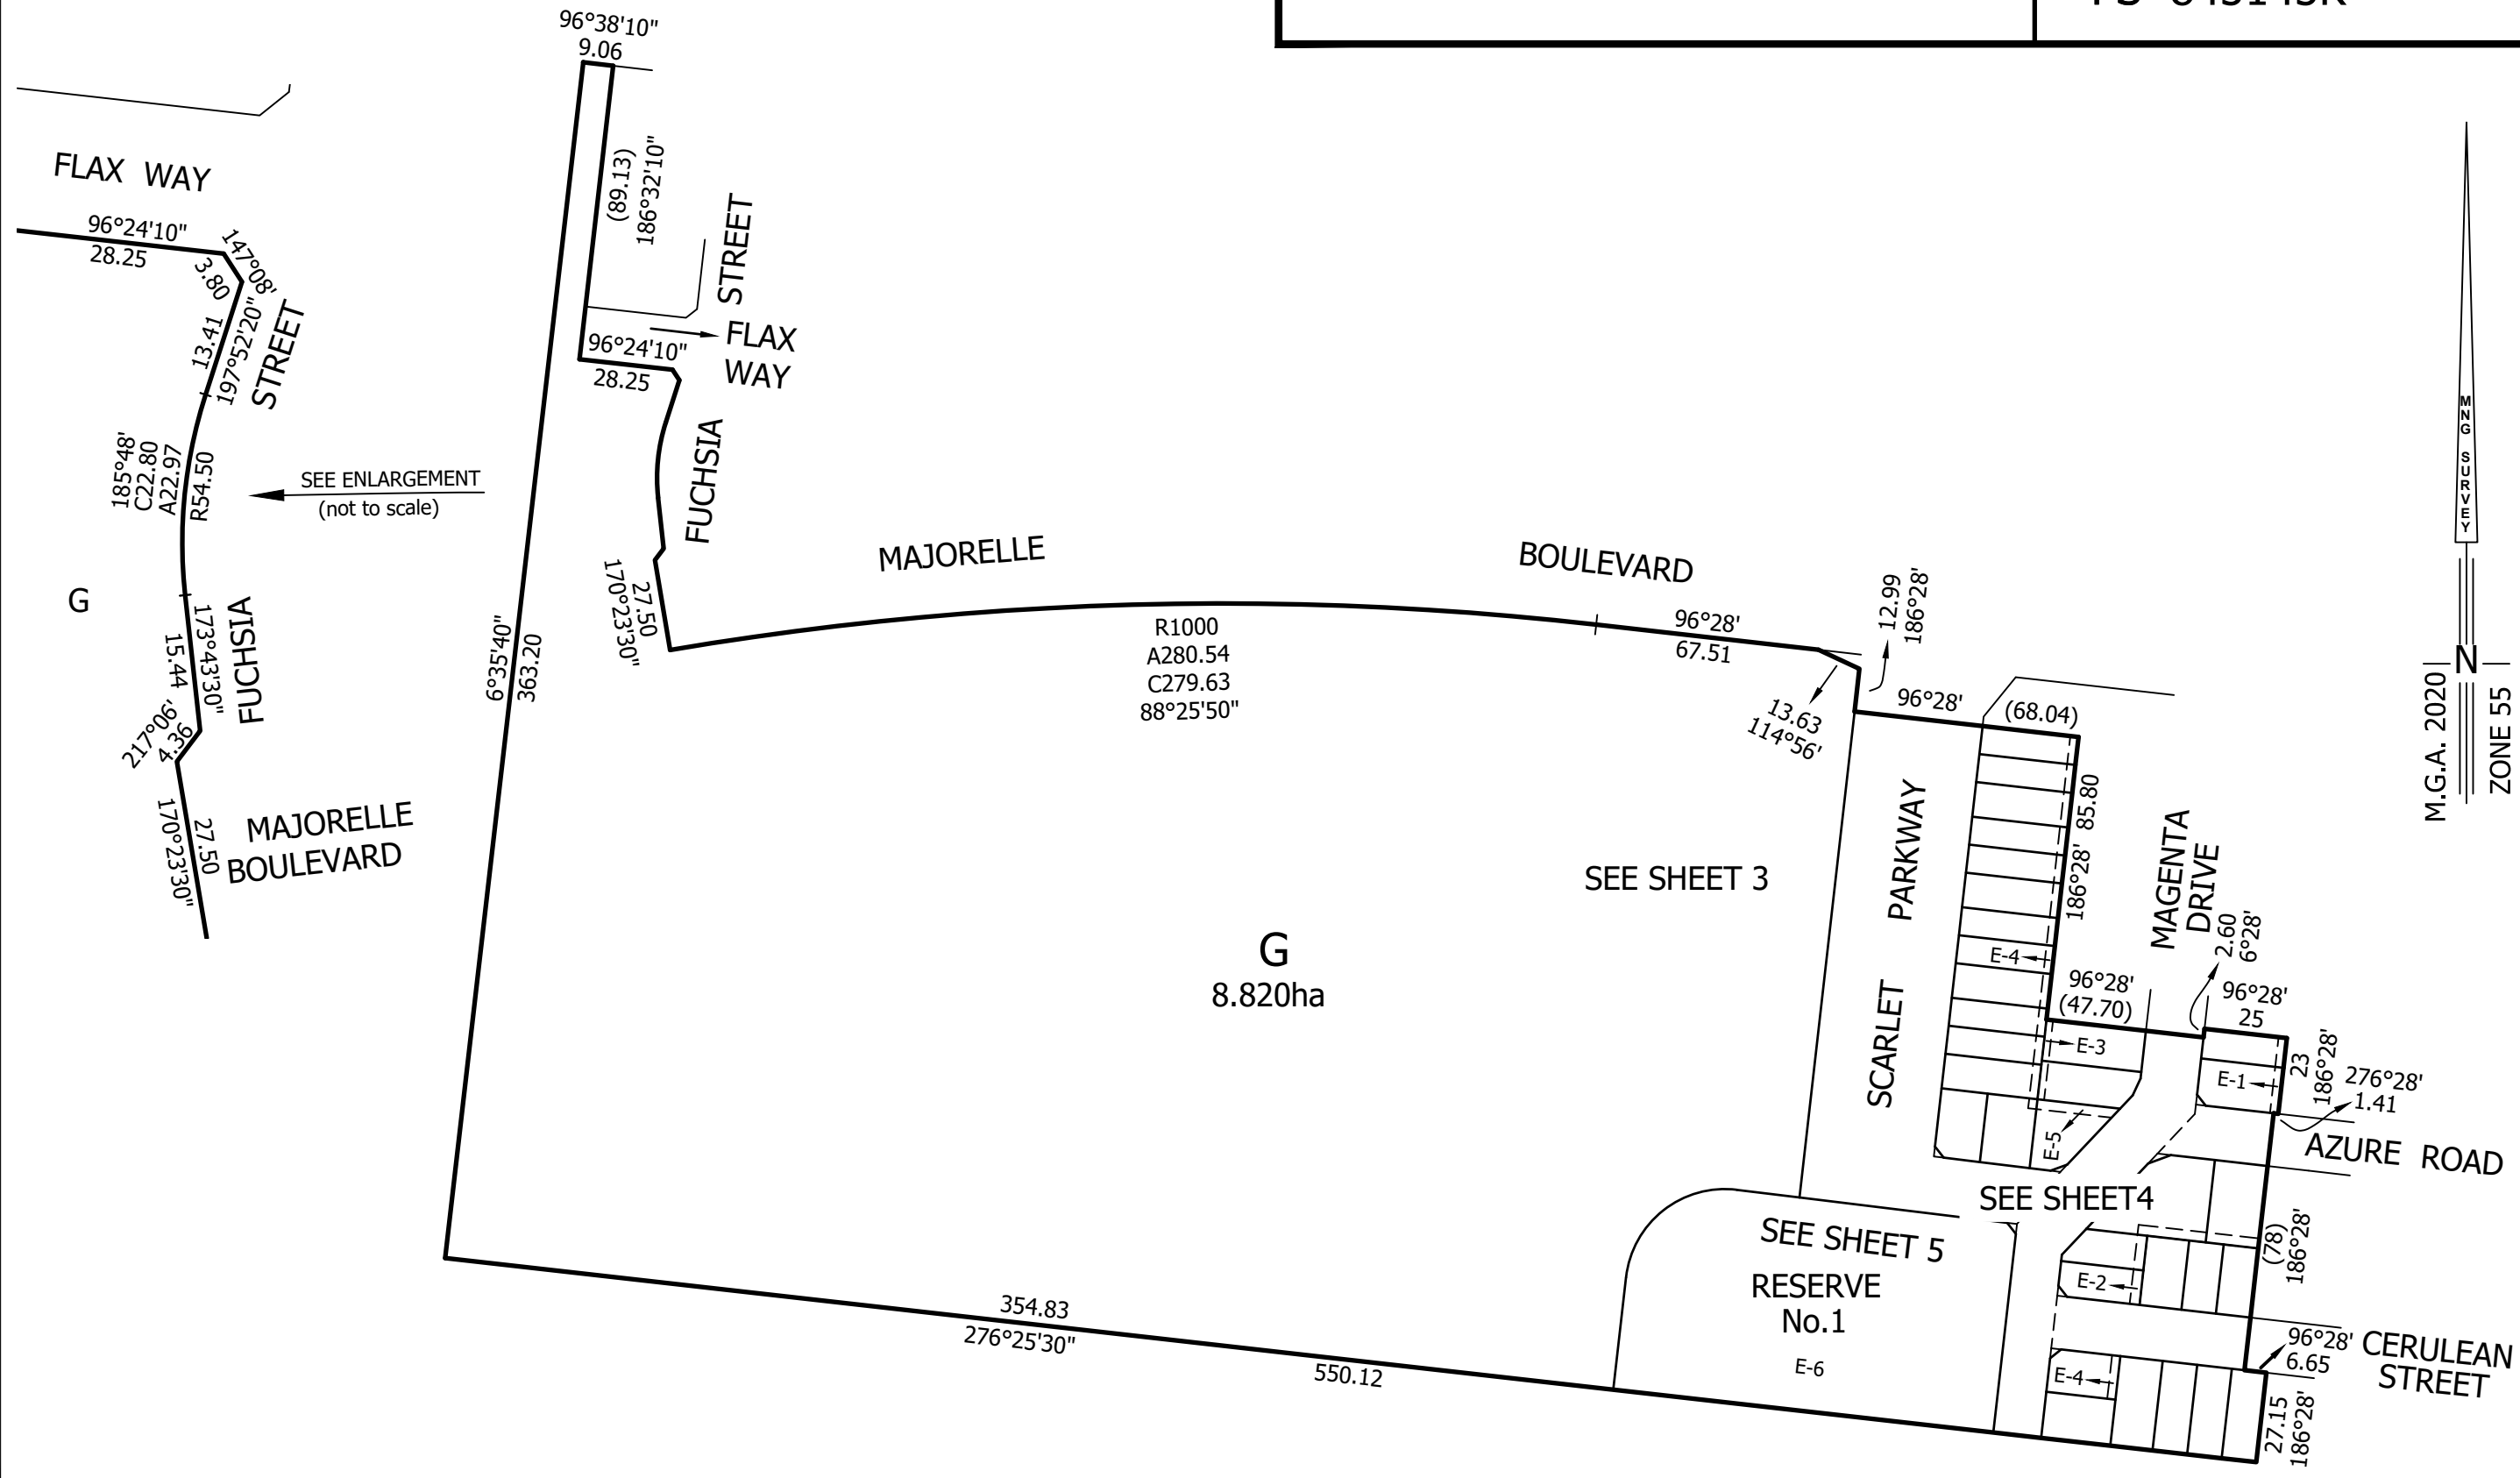 96°38'10"
9.06
(89.13)
186°32'10"
FLAX WAY
96°24'10"
28.25
147°08'
3.80
13.41
197°52'20"
STREET
185°48'
C22.80
A22.97
R54.50
SEE ENLARGEMENT
(not to scale)
G
173°43'30"
15.44
FUCHSIA
217°06'
4.36
170°23'30"
27.50
MAJORELLE
BOULEVARD
STREET
FLAX
WAY
96°24'10"
28.25
FUCHSIA
27.50
170°23'30"
6°35'40"
363.20
MAJORELLE
BOULEVARD
R1000
A280.54
C279.63
88°25'50"
96°28'
67.51
12.99
186°28'
13.63
114°56'
96°28'
(68.04)
85.80
186°28'
SEE SHEET 3
G
8.820ha
SCARLET PARKWAY
MAGENTA
DRIVE
E-4
96°28'
(47.70)
2.60
6°28'
96°28'
25
E-3
E-1
23
186°28'
276°28'
1.41
E-5
AZURE ROAD
SEE SHEET4
SEE SHEET 5
RESERVE
No.1
E-6
(78)
186°28'
E-2
96°28'
6.65
CERULEAN
STREET
E-4
27.15
186°28'
354.83
276°25'30"
550.12
MNG SURVEY
N
M.G.A. 2020
ZONE 55